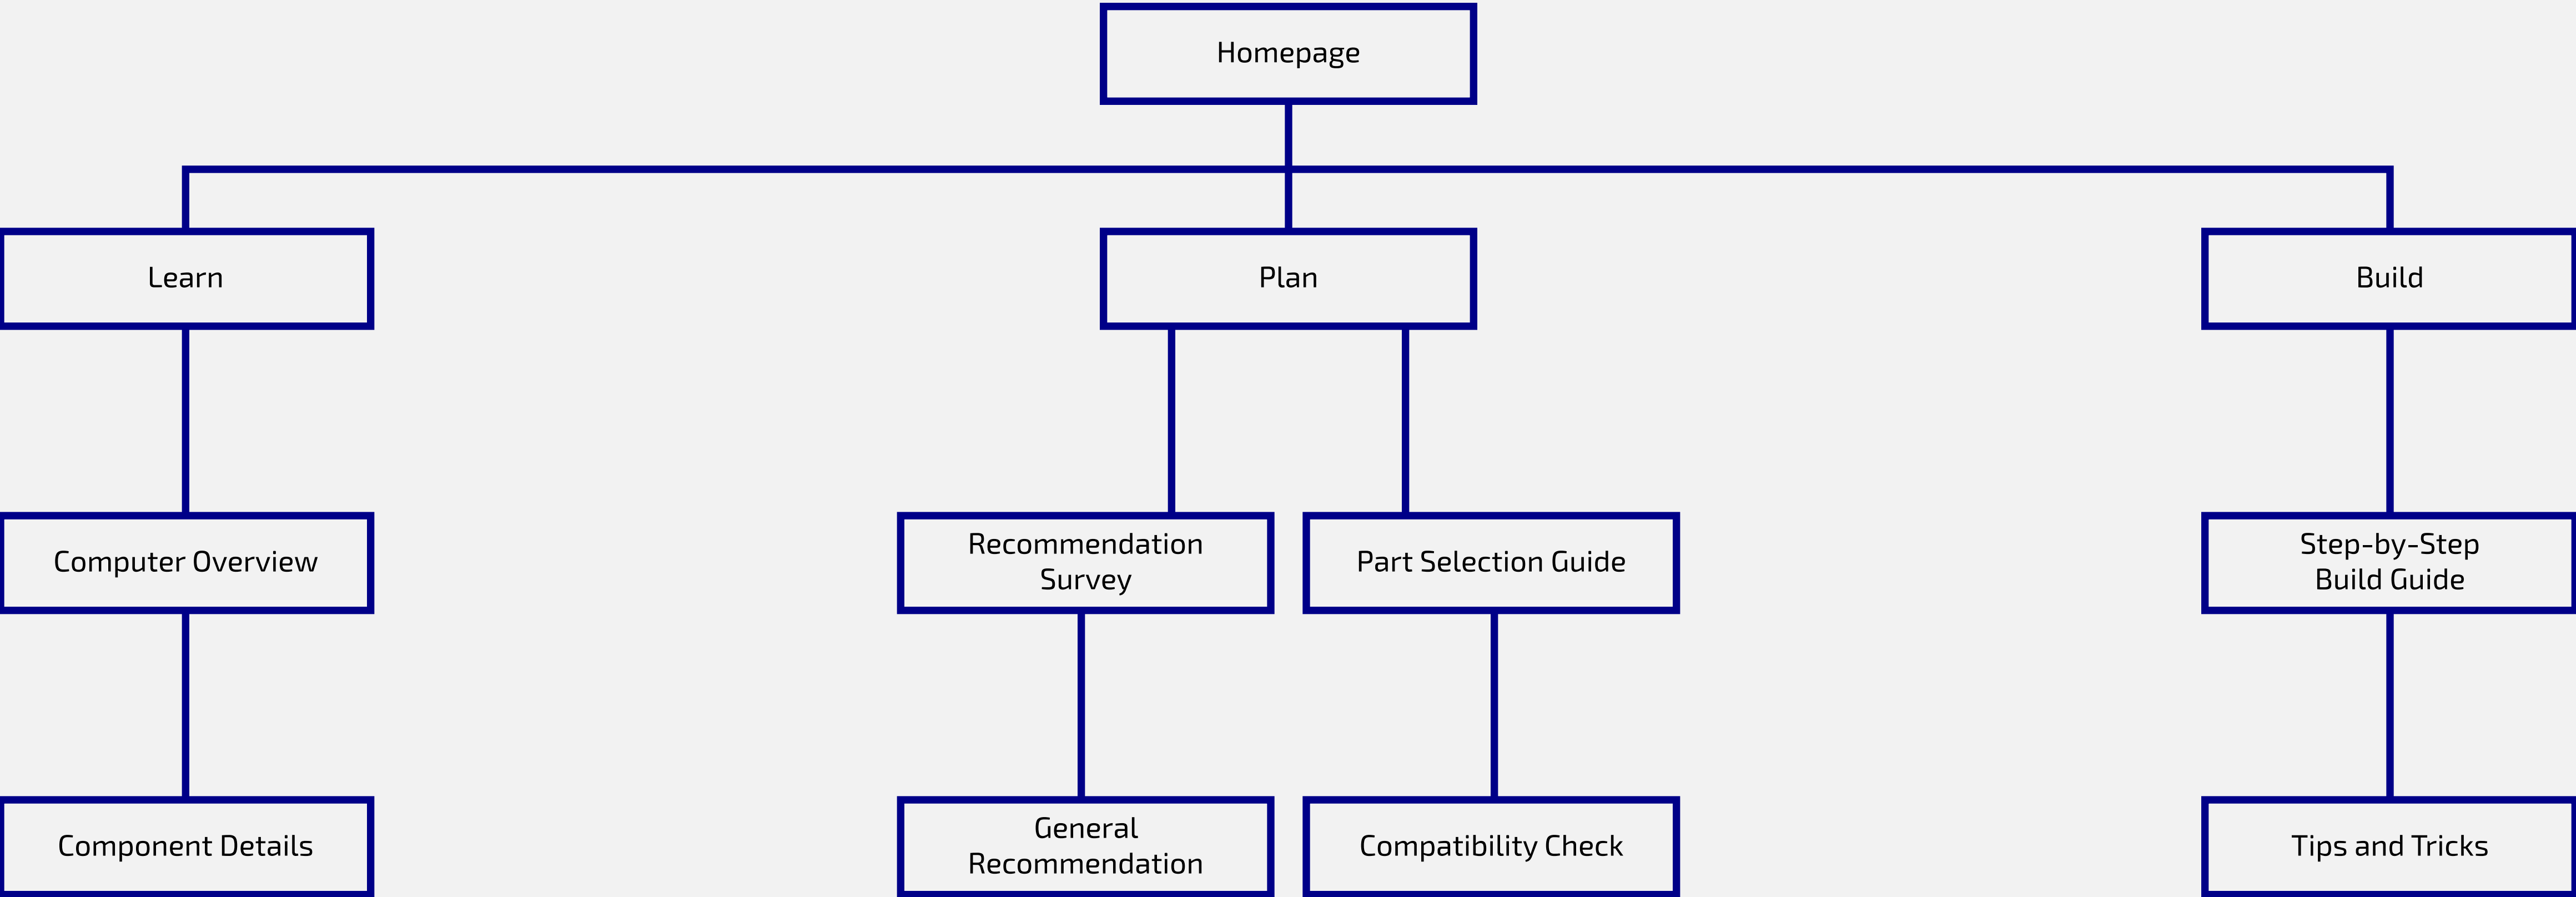 Homepage
Learn
Plan
Build
Computer Overview
Recommendation
Survey
Part Selection Guide
Step-by-Step
Build Guide
Component Details
General
Recommendation
Compatibility Check
Tips and Tricks